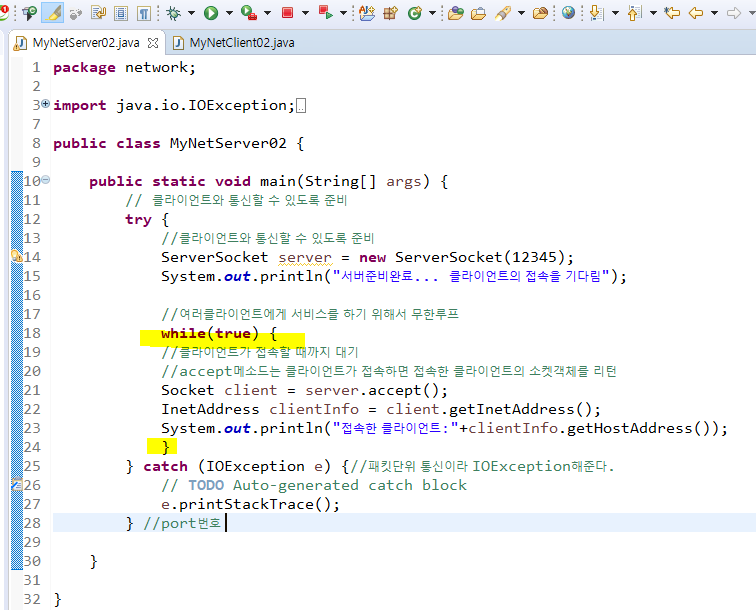 MyNetServer02.java MyNetClient02.java
1 package network;
2
3 import java.io.IOException;
7
8 public class MyNetServer02 {
9
10 public static void main(String[] args) {
11 // 클라이언트와 통신할 수 있도록 준비
12 try {
13 //클라이언트와 통신할 수 있도록 준비
14 ServerSocket server = new ServerSocket(12345);
15 System.out.println("서버준비완료... 클라이언트의 접속을 기다림");
16
17 //여러클라이언트에게 서비스를 하기 위해서 무한루프
18 while(true) {
19 //클라이언트가 접속할 때까지 대기
20 //accept메소드는 클라이언트가 접속하면 접속한 클라이언트의 소켓객체를 리턴
21 Socket client = server.accept();
22 InetAddress clientInfo = client.getInetAddress();
23 System.out.println("접속한 클라이언트:"+clientInfo.getHostAddress());
24 }
25 } catch (IOException e) {//패킷단위 통신이라 IOException해준다.
26 // TODO Auto-generated catch block
27 e.printStackTrace();
28 } //port번호
29
30 }
31
32 }